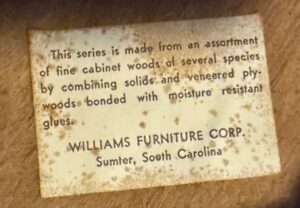 This series is made from an assortment
of fine cabinet woods of several species
by combining solids and veneered ply-
woods bonded with moisture resistant
glues.
WILLIAMS FURNITURE CORP.
Sumter, South Carolina